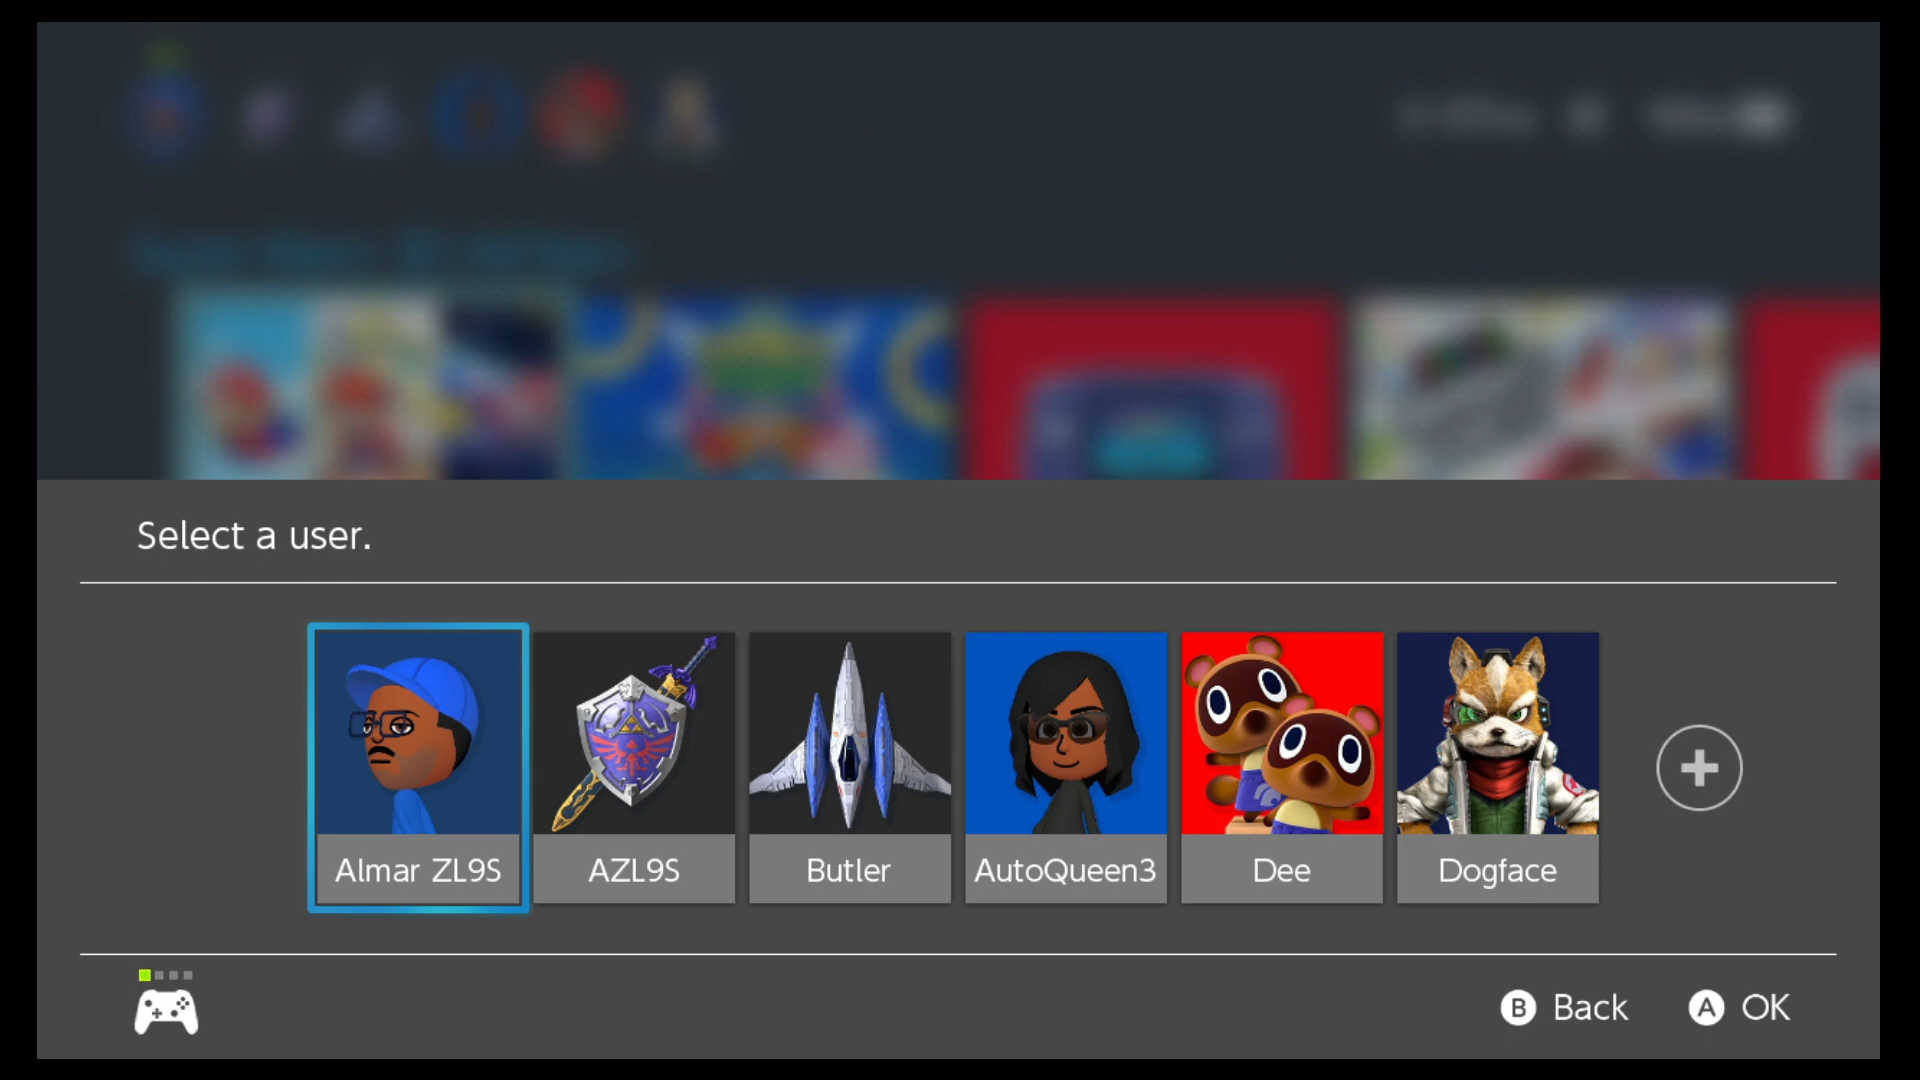 Select a user.
Almar ZL9S
AZL9S
Butler
AutoQueen3
Dee
Dogface
B Back
A OK